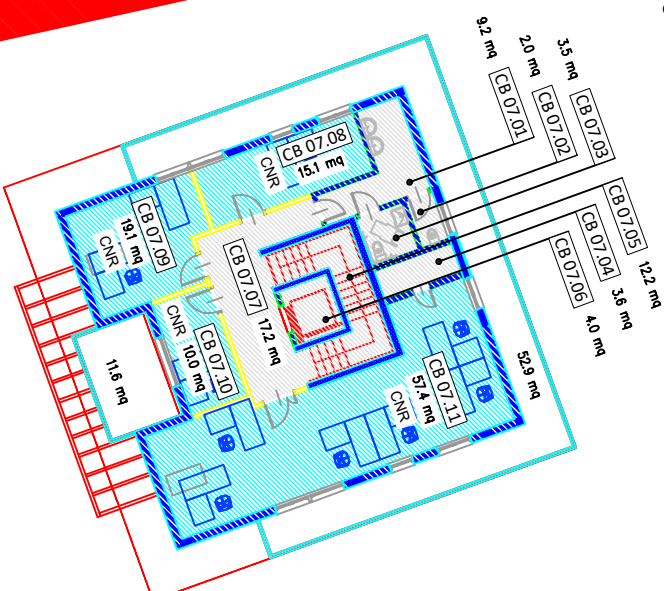 9.2 mq
CB 07.01
2.0 mq
CB 07.02
3.5 mq
CB 07.03
CB 07.05
12.2 mq
CB 07.04
3.6 mq
CB 07.06
4.0 mq
CB 07.08
15.1 mq
CNR
CB 07.09
19.1 mq
CNR
CB 07.07
17.2 mq
CB 07.10
10.0 mq
CNR
11.6 mq
CB 07.11
57.4 mq
CNR
52.9 mq